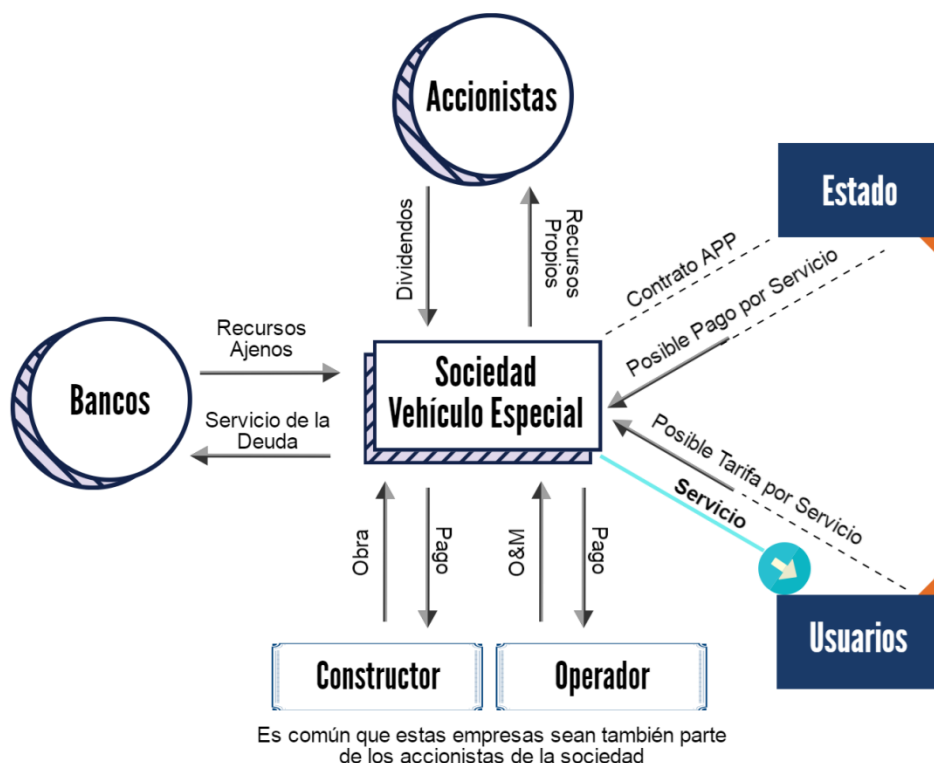 Accionistas
Estado
Dividendos
Recursos
Propios
Contrato APP
Posible Pago por Servicio
Recursos
Ajenos
Bancos
Servicio de la
Deuda
Sociedad
Vehículo Especial
Posible Tarifa por Servicio
Servicio
Obra
Pago
O&M
Pago
Usuarios
Constructor
Operador
Es común que estas empresas sean también parte
de los accionistas de la sociedad